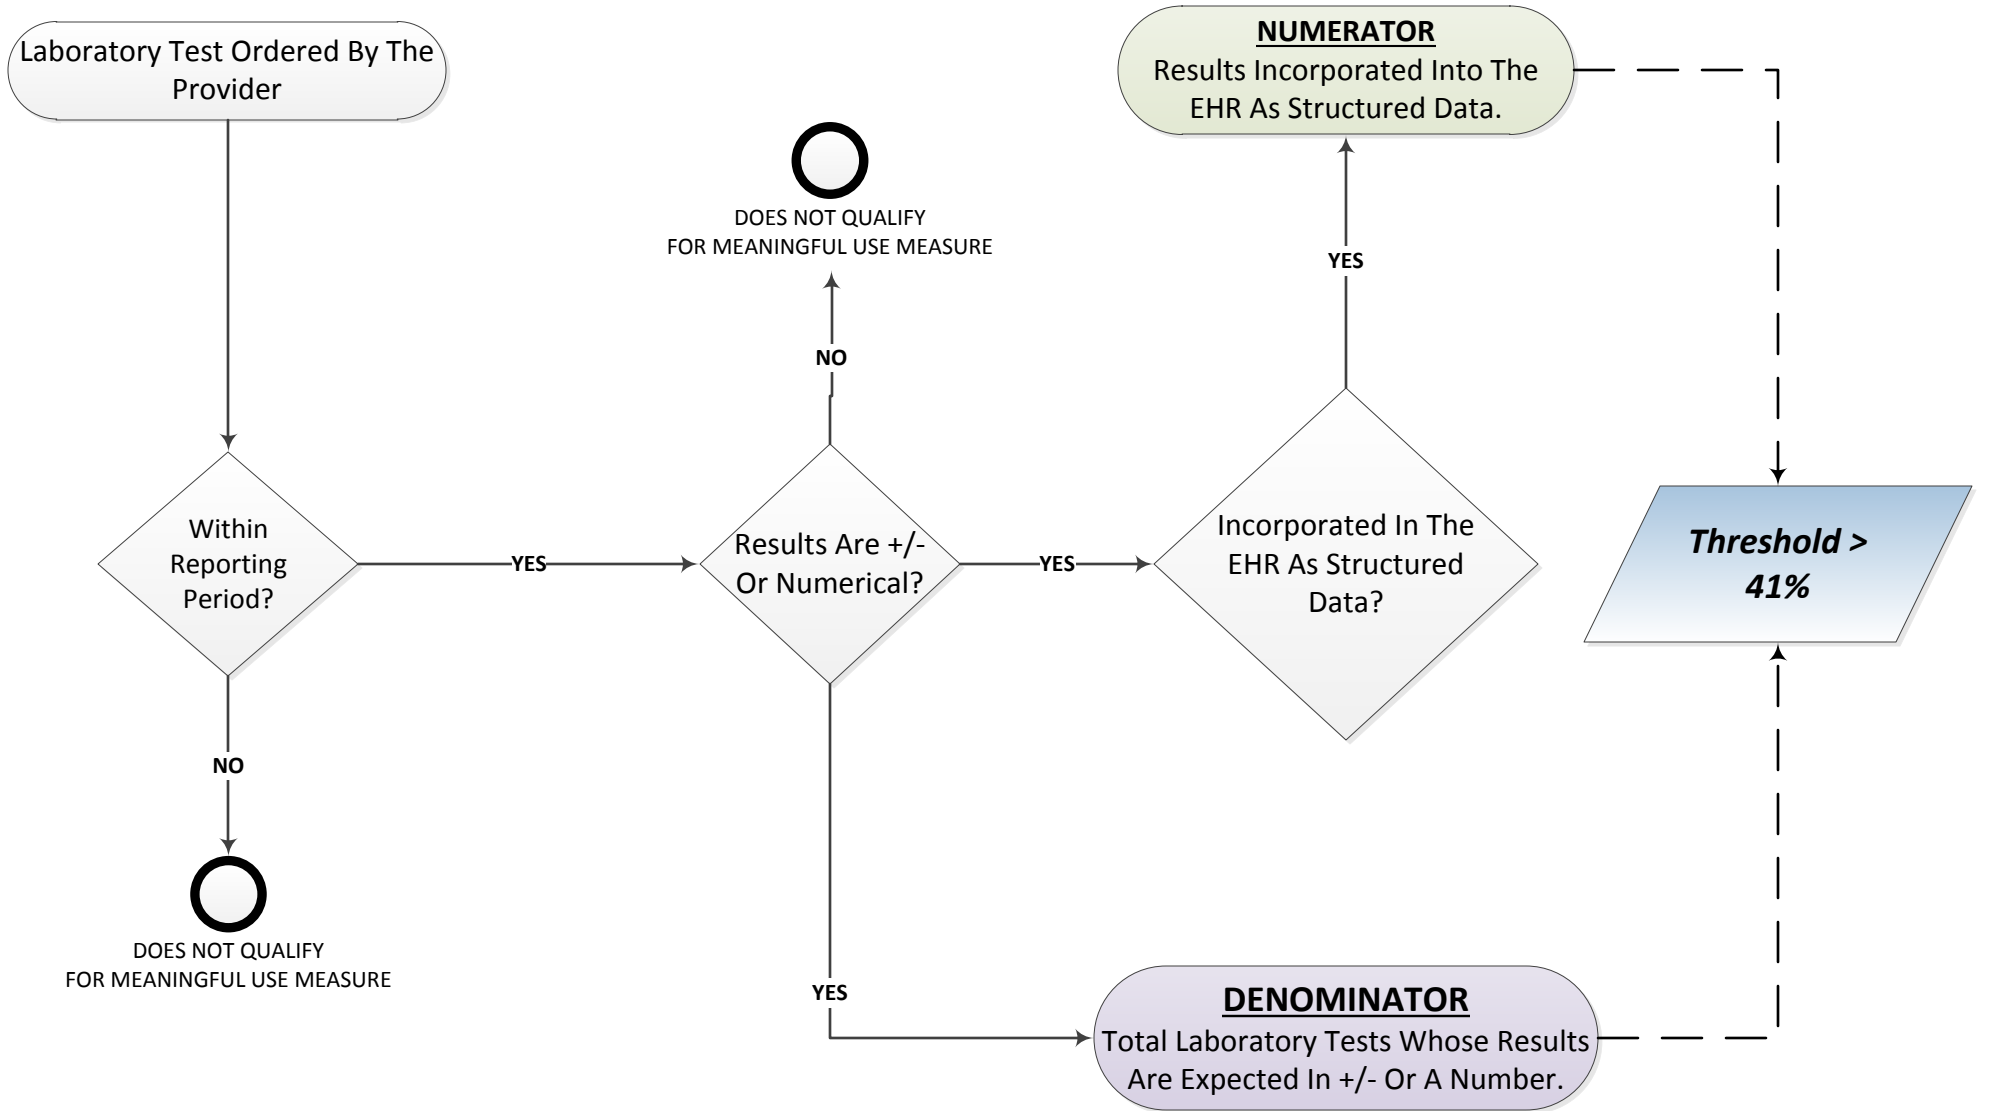 Laboratory Test Ordered By The
Provider
NUMERATOR
Results Incorporated Into The
EHR As Structured Data.
DOES NOT QUALIFY
FOR MEANINGFUL USE MEASURE
YES
NO
Within
Reporting
Period?
YES
Results Are +/-
Or Numerical?
YES
Incorporated In The
EHR As Structured
Data?
Threshold >
41%
NO
DOES NOT QUALIFY
FOR MEANINGFUL USE MEASURE
YES
DENOMINATOR
Total Laboratory Tests Whose Results
Are Expected In +/- Or A Number.